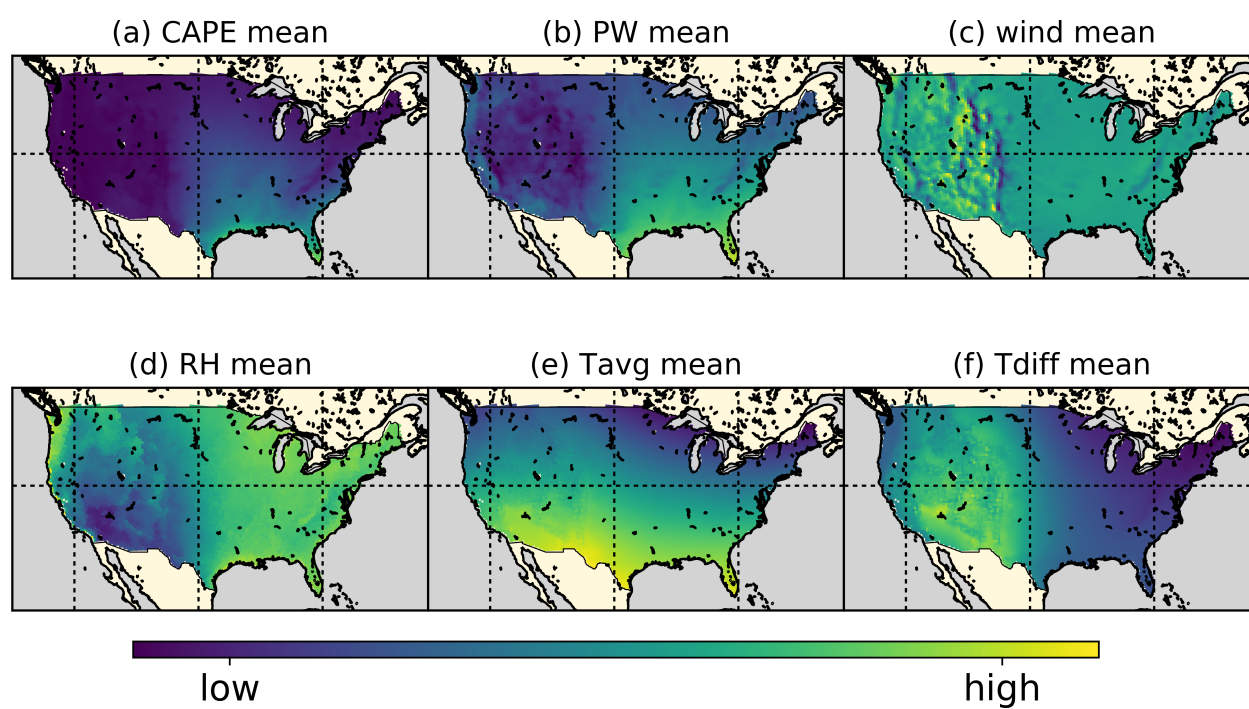 (a) CAPE mean
(b) PW mean
(c) wind mean
(d) RH mean
(e) Tavg mean
(f) Tdiff mean
low
high